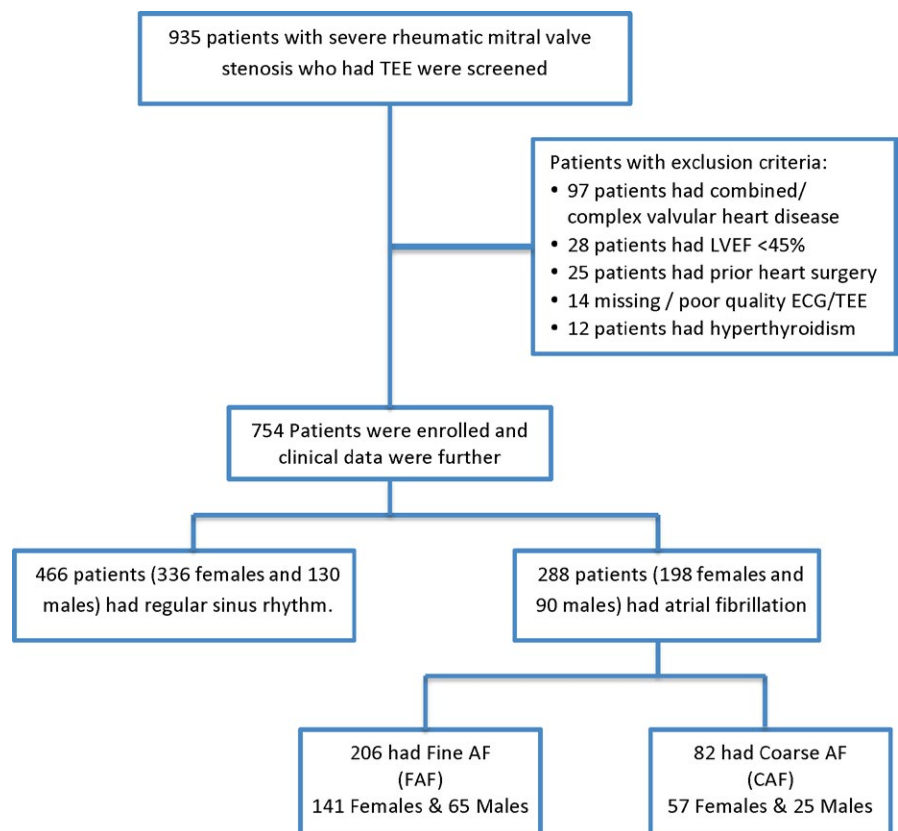 935 patients with severe rheumatic mitral valve
stenosis who had TEE were screened
Patients with exclusion criteria:
• 97 patients had combined/
complex valvular heart disease
• 28 patients had LVEF <45%
• 25 patients had prior heart surgery
• 14 missing / poor quality ECG/TEE
• 12 patients had hyperthyroidism
754 Patients were enrolled and
clinical data were further
466 patients (336 females and 130
males) had regular sinus rhythm.
288 patients (198 females and
90 males) had atrial fibrillation
206 had Fine AF
(FAF)
141 Females & 65 Males
82 had Coarse AF
(CAF)
57 Females & 25 Males